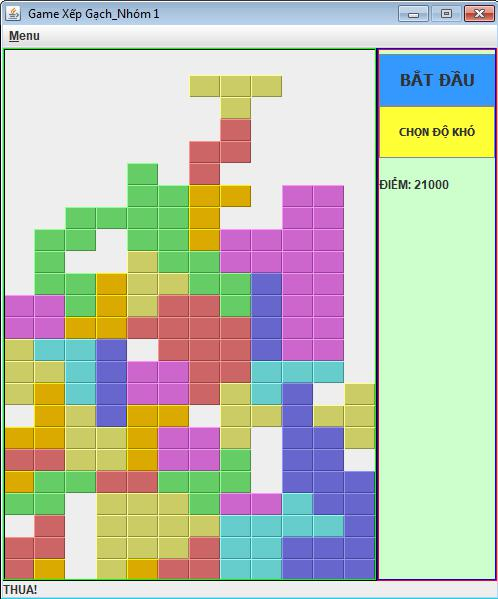 Game Xếp Gạch_Nhóm 1
Menu
BẮT ĐẦU
CHỌN ĐỘ KHÓ
ĐIỂM: 21000
THUA!